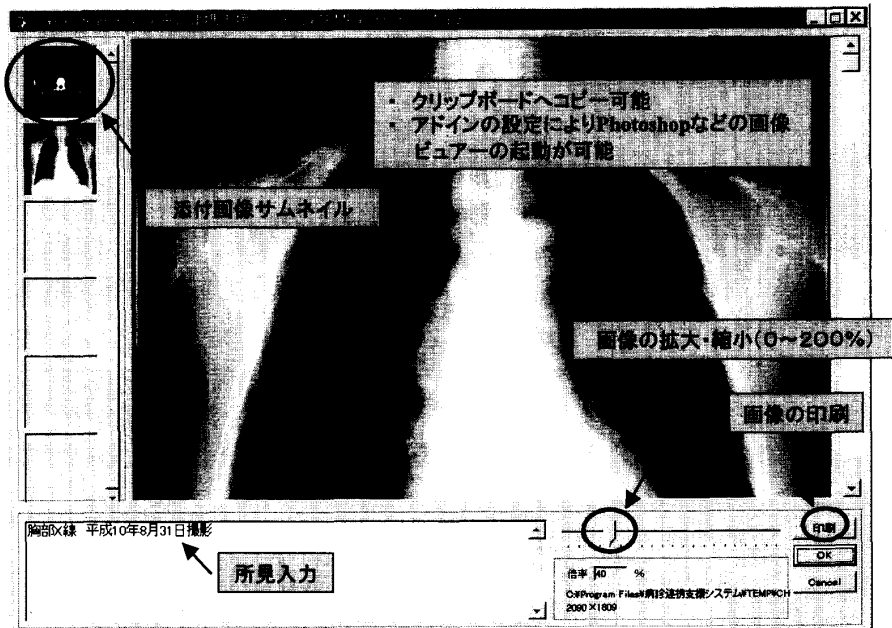 ・ クリップボードへコピー可能
・ アドインの設定によりPhotoshopなどの画像
ビュアーの起動が可能
添付画像サムネイル
画像の拡大・縮小(0～200%)
画像の印刷
胸部X線 平成10年8月31日撮影
所見入力
印刷
OK
Cancel
倍率 40 %
C:¥Program Files¥病診連携支援システム¥TEMP¥CH
2090×1809